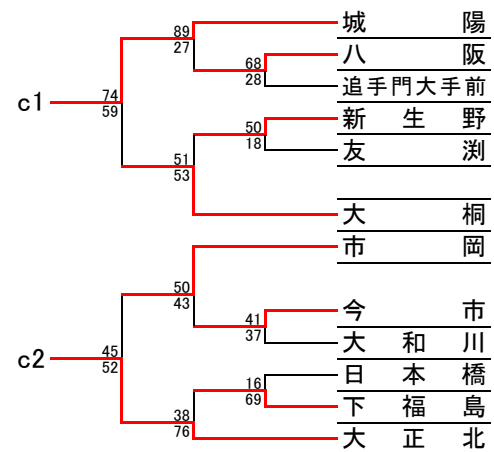 89 城陽
27
68 八阪
28
追手門大手前
c1 74
59
50 新生野
18
友渕
51
53
大桐
市岡
50
43
41 今市
37
大和川
c2 45
52
日本橋
16
69
下福島
38
76
大正北